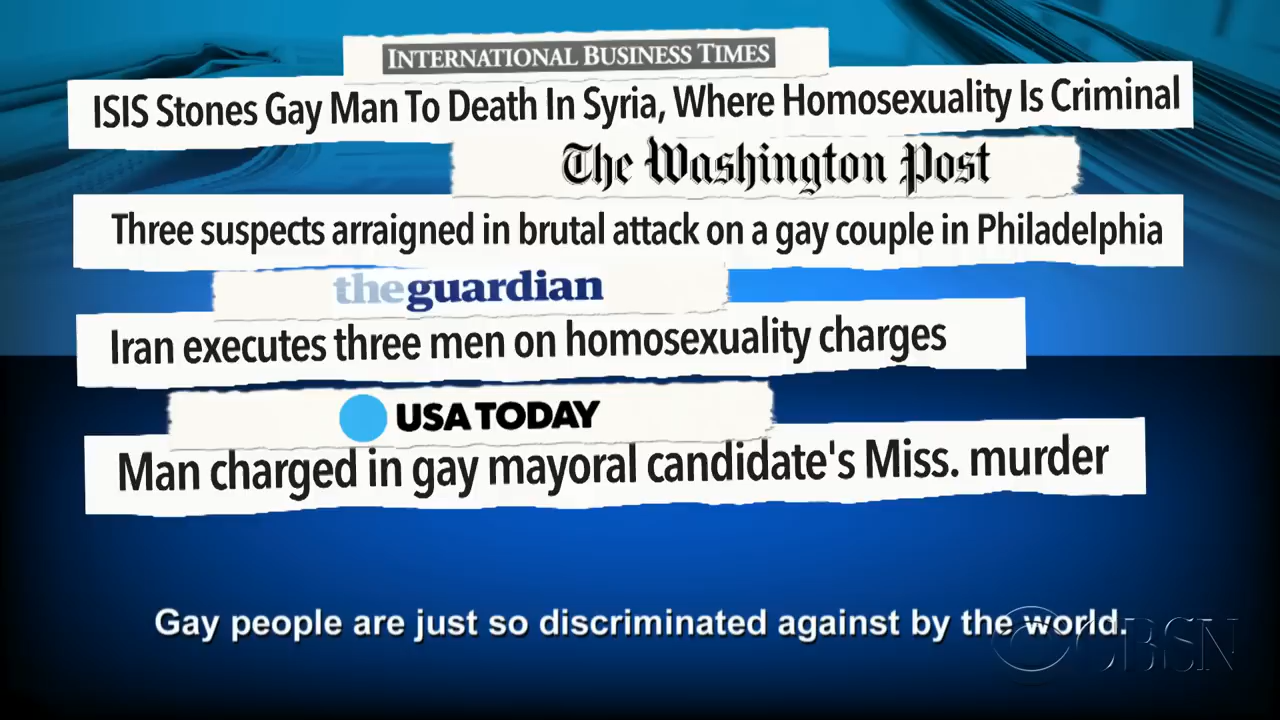 INTERNATIONAL BUSINESS TIMES
ISIS Stones Gay Man To Death In Syria, Where Homosexuality Is Criminal
The Washington Post
Three suspects arraigned in brutal attack on a gay couple in Philadelphia
theguardian
Iran executes three men on homosexuality charges
USA TODAY
Man charged in gay mayoral candidate's Miss. murder
Gay people are just so discriminated against by the world.
CBSN